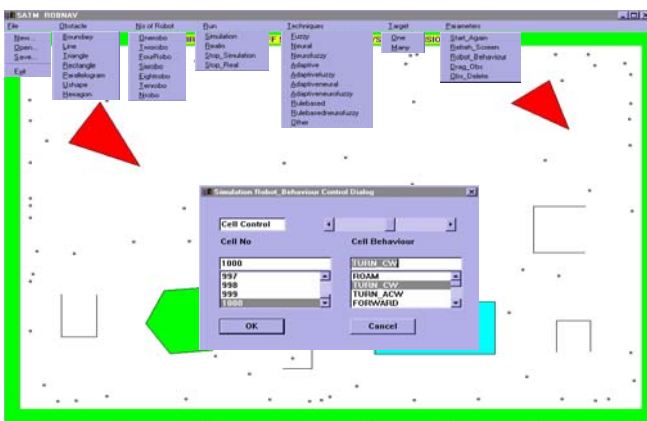 SATM ROBNAV
File Obstacle No of Robot Run Techniques Target Parameters
New...
Open...
Save...
Exit
Boundary
Line
Triangle
Rectangle
Parallelogram
Ushape
Hexagon
Onerobo
Tworobo
FourRobo
Sixrobo
Eightrobo
Tenrobo
Nrobo
Simulation
Realm
Stop_Simulation
Stop_Real
Fuzzy
Neural
Neurofuzzy
Adaptive
Adaptivefuzzy
Adaptiveneural
Adaptiveneurofuzzy
Rulebased
Rulebasedneurofuzzy
Other
One
Many
Start_Again
Refreh_Screen
Robot_Behaviour
Drag_Obs
Obs_Delete
Simulation Robot_Behaviour Control Dialog
Cell Control
Cell No Cell Behaviour
1000 TURN_CW
997 ROAM
998 TURN_CW
999 TURN_ACW
1000 FORWARD
OK Cancel